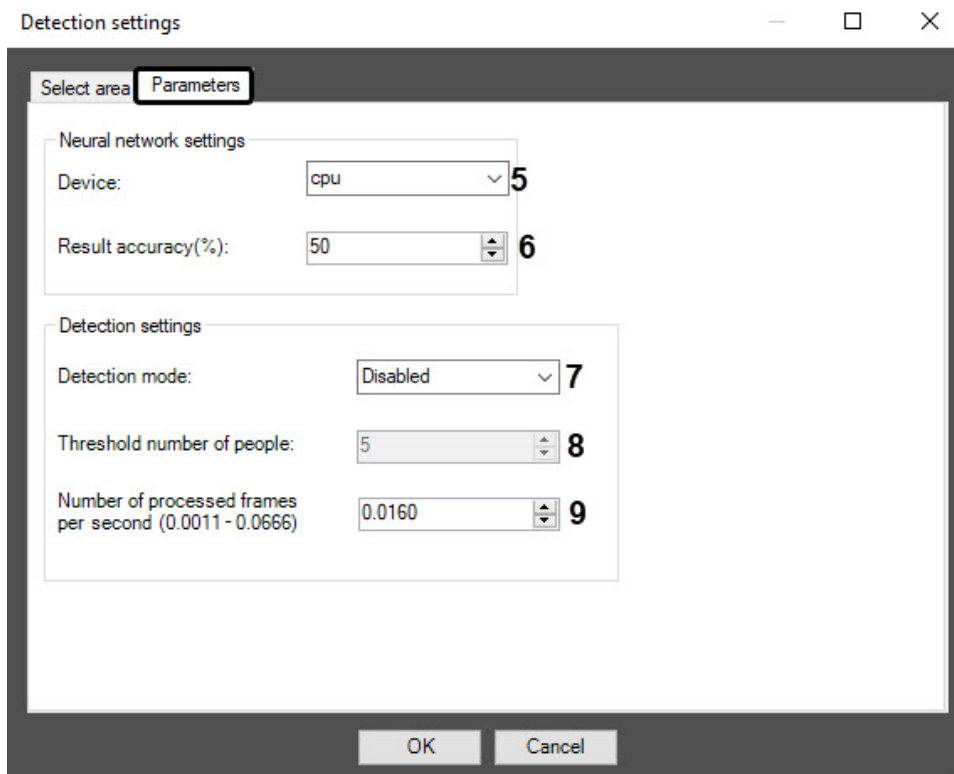 Detection settings
Select area Parameters
Neural network settings
Device: cpu 5
Result accuracy(%): 50 6
Detection settings
Detection mode: Disabled 7
Threshold number of people: 5 8
Number of processed frames
per second (0.0011 - 0.0666) 0.0160 9
OK Cancel